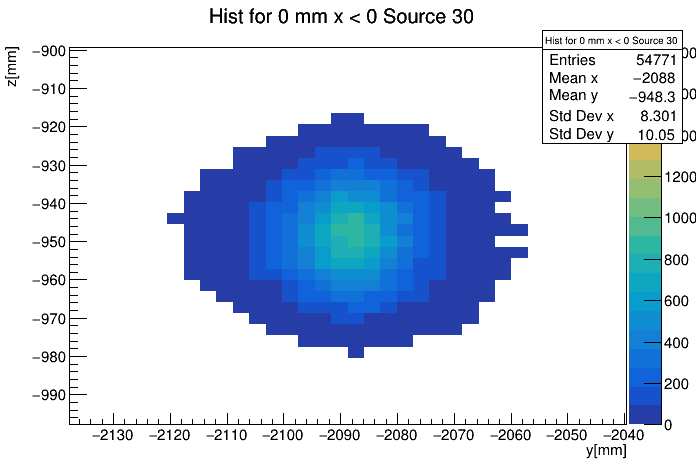 Hist for 0 mm x < 0 Source 30
Hist for 0 mm x < 0 Source 30
Entries 54771
Mean x −2088
Mean y −948.3
Std Dev x 8.301
Std Dev y 10.05
z[mm]
−900
−910
−920
−930
−940
−950
−960
−970
−980
−990
1200
1000
800
600
400
200
0
−2130 −2120 −2110 −2100 −2090 −2080 −2070 −2060 −2050 −2040
y[mm]